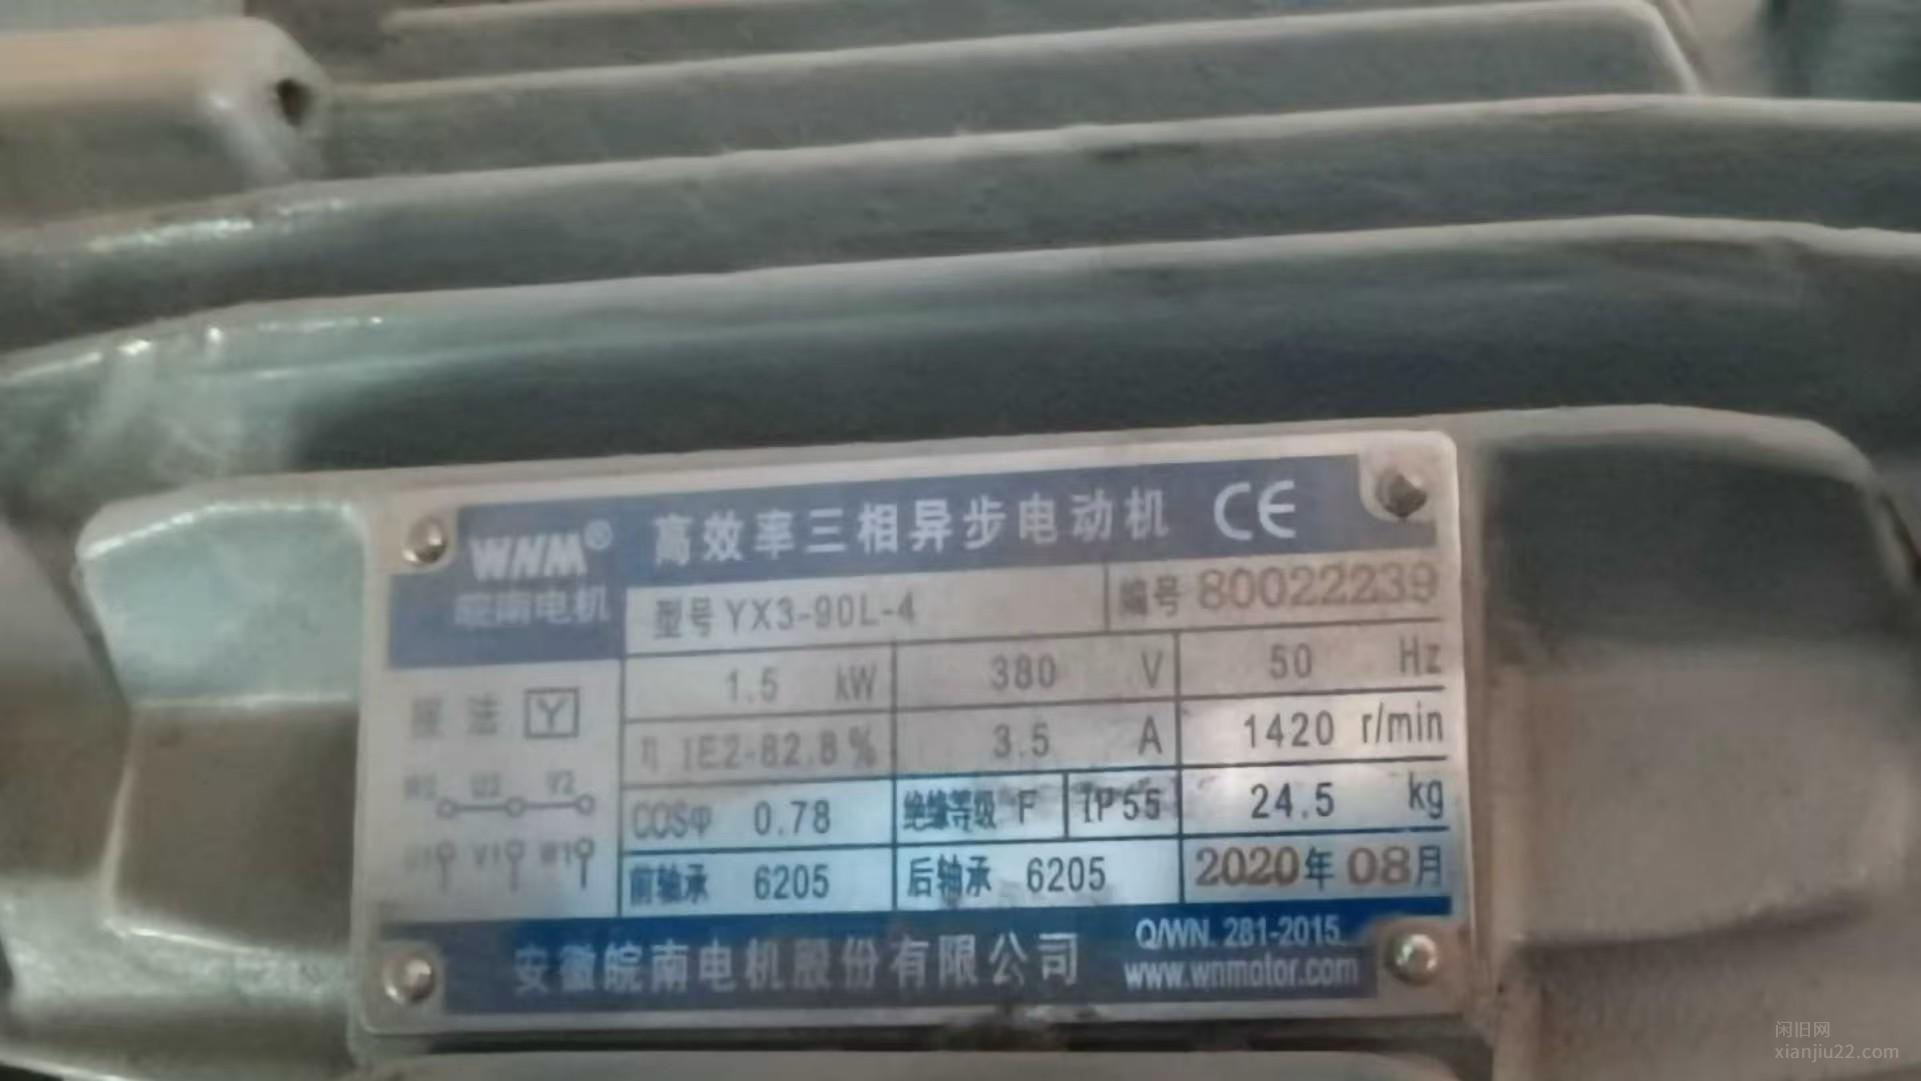 WNM® 高效率三相异步电动机 CE
皖南电机
型号 YX3-90L-4 编号 80022239
1.5 kW 380 V 50 Hz
接法 Y
η IE2-82.8% 3.5 A 1420 r/min
W2 U2 V2
COSφ 0.78 绝缘等级 F IP55 24.5 kg
U1 V1 W1
前轴承 6205 后轴承 6205 2020年08月
安徽皖南电机股份有限公司
Q/WN. 281-2015
www.wnmotor.com
闲旧网
xianjiu22.com